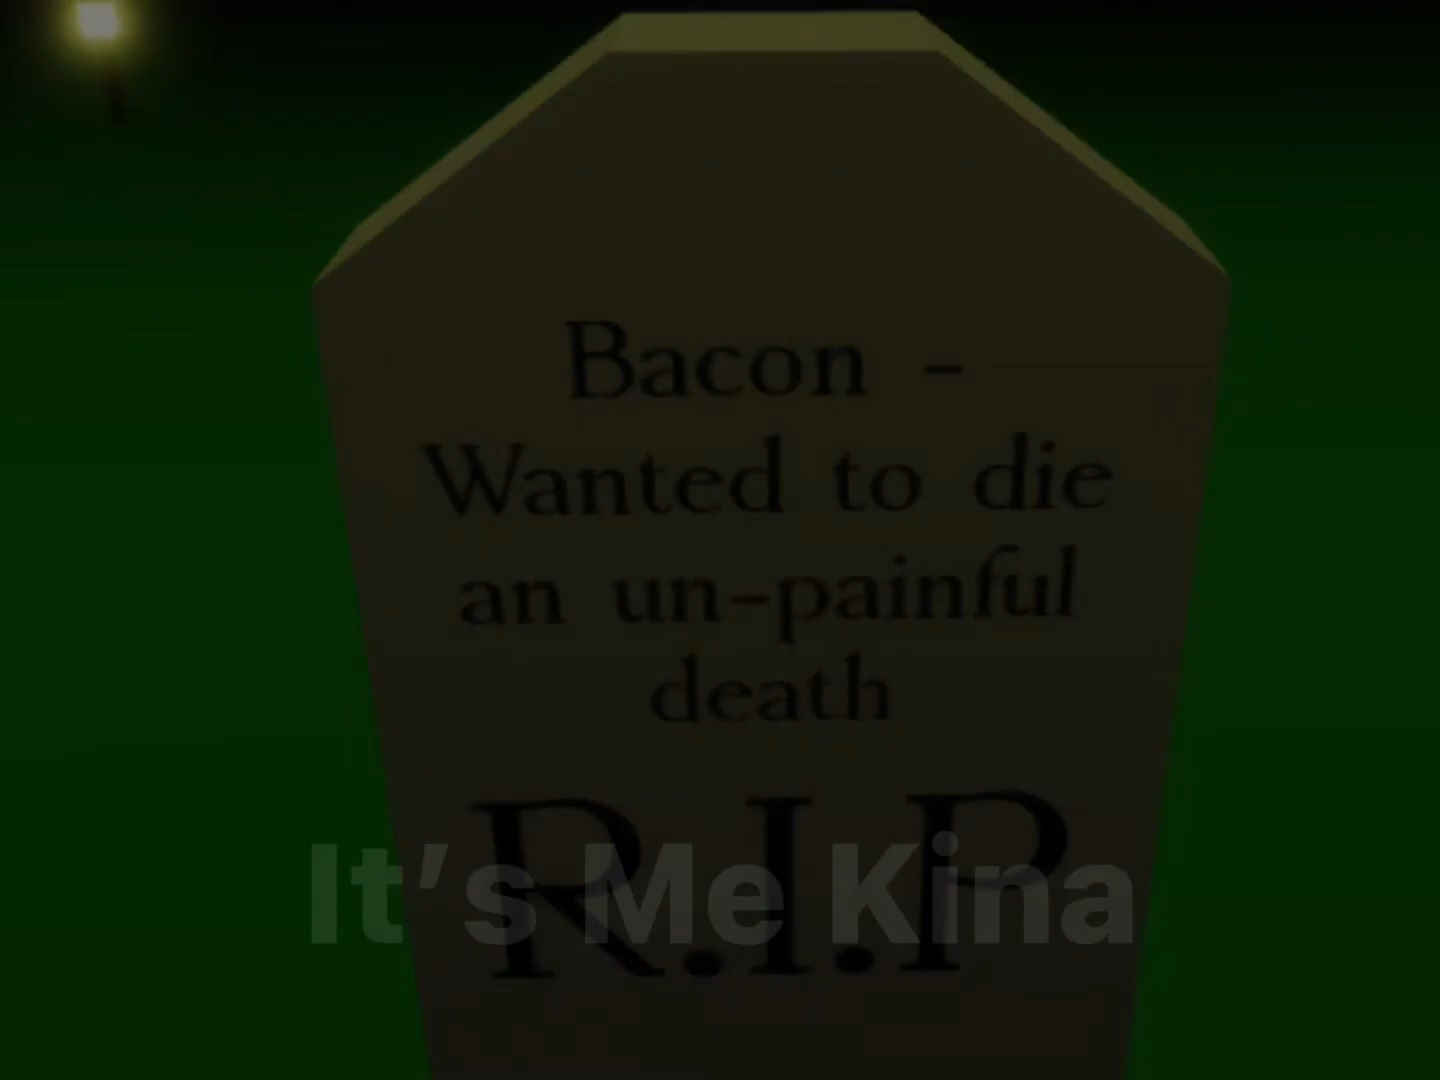 Bacon -
Wanted to die
an un-painful
death
R.I.P
It's Me Kina